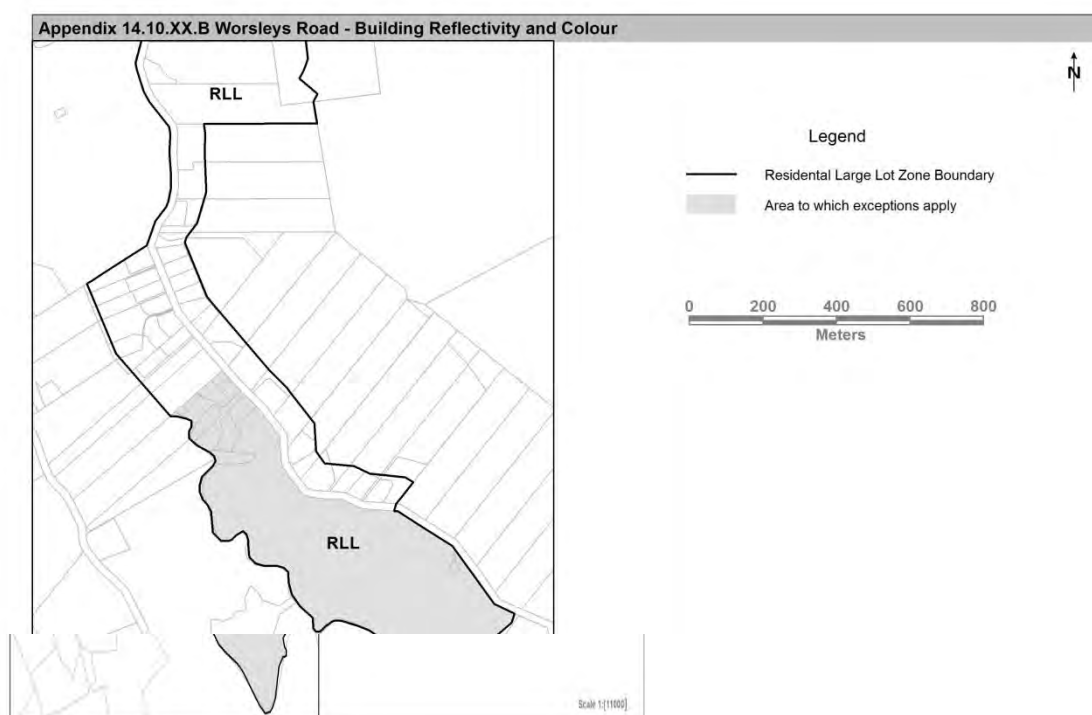 Appendix 14.10.XX.B Worsleys Road - Building Reflectivity and Colour
N
RLL
Legend
Residental Large Lot Zone Boundary
Area to which exceptions apply
0 200 400 600 800
Meters
RLL
Scale 1:[11000]